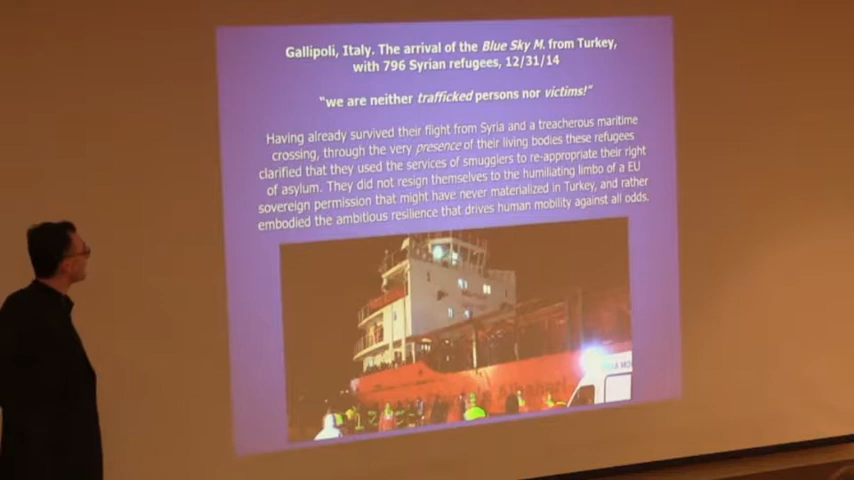 Gallipoli, Italy. The arrival of the Blue Sky M. from Turkey,
with 796 Syrian refugees, 12/31/14
"we are neither trafficked persons nor victims!"
Having already survived their flight from Syria and a treacherous maritime
crossing, through the very presence of their living bodies these refugees
clarified that they used the services of smugglers to re-appropriate their right
of asylum. They did not resign themselves to the humiliating limbo of a EU
sovereign permission that might have never materialized in Turkey, and rather
embodied the ambitious resilience that drives human mobility against all odds.